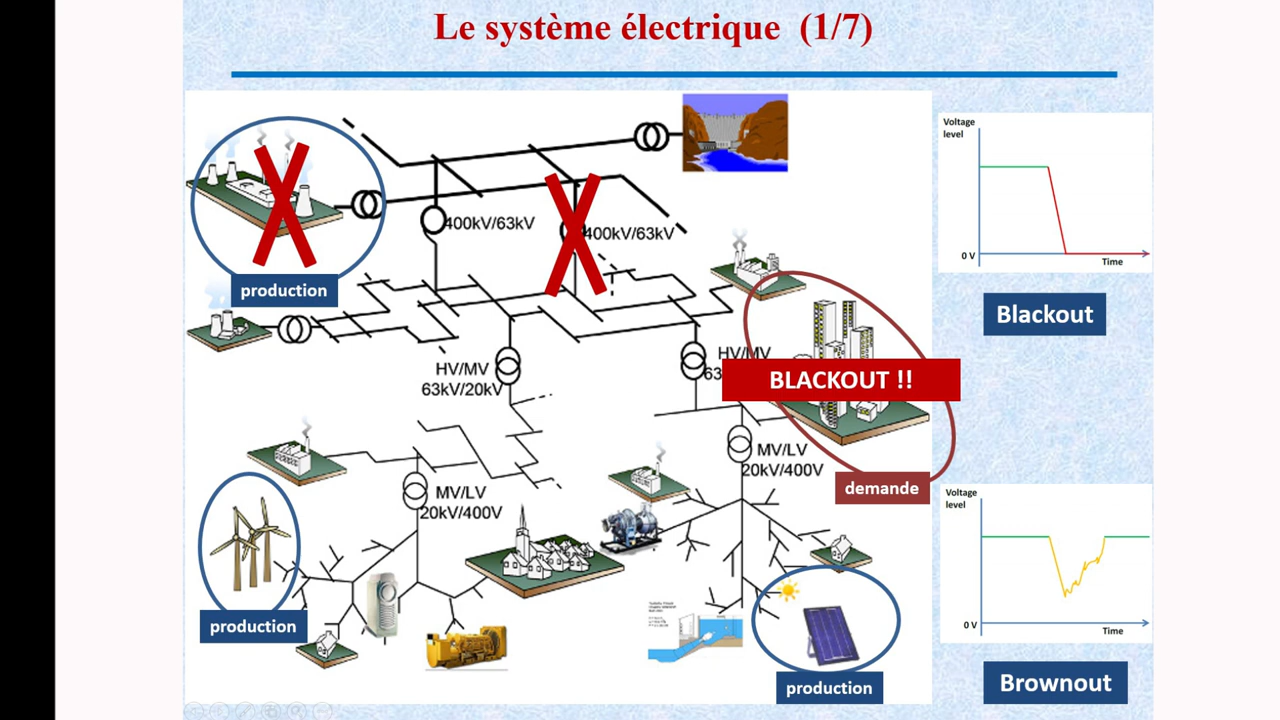 Le système électrique (1/7)
400kV/63kV
400kV/63kV
production
HV/MV
63kV/20kV
HV/MV
63
BLACKOUT !!
MV/LV
20kV/400V
demande
MV/LV
20kV/400V
production
production
Voltage
level
0 V
Time
Blackout
Voltage
level
0 V
Time
Brownout